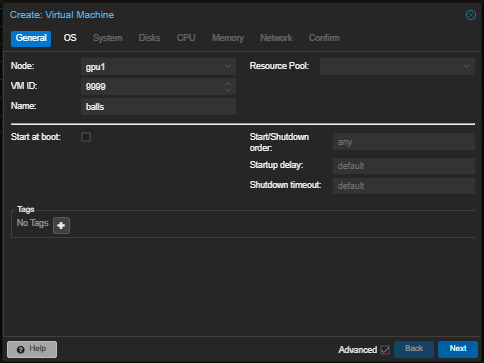 Create: Virtual Machine
General OS System Disks CPU Memory Network Confirm
Node: gpu1 Resource Pool:
VM ID: 9999
Name: balls
Start at boot: Start/Shutdown order: any
Startup delay: default
Shutdown timeout: default
Tags
No Tags
Help Advanced Back Next